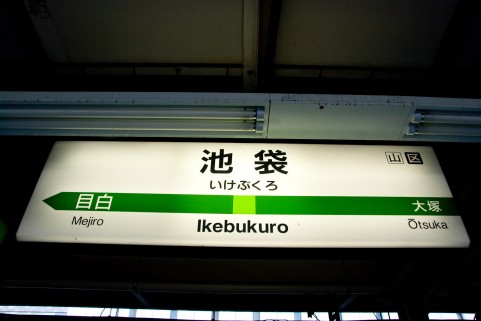 池袋
山区
いけぶくろ
目白
大塚
Mejiro
Ikebukuro
Ōtsuka